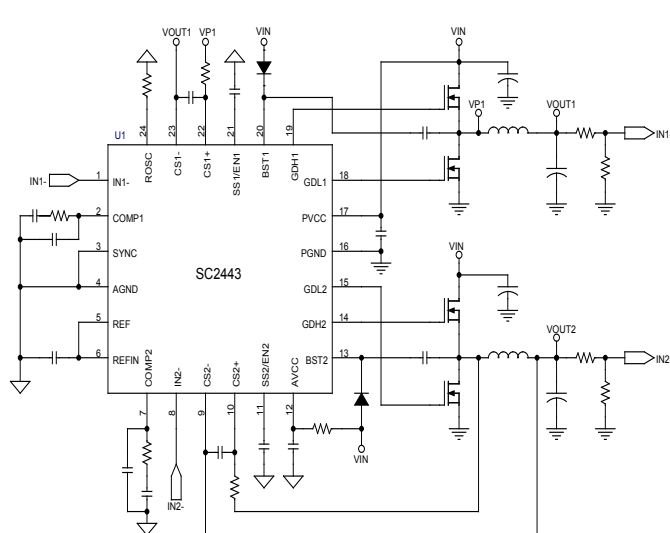 VOUT1 VP1 VIN VIN
U1
24 23 22 21 20 19
ROSC CS1- CS1+ SS1/EN1 BST1 GDH1
VP1 VOUT1
IN1
IN1- 1 IN1- GDL1 18
2 COMP1 PVCC 17
3 SYNC PGND 16
SC2443
4 AGND GDL2 15
VIN
5 REF GDH2 14
6 REFIN BST2 13
VOUT2
IN2
COMP2 IN2- CS2- CS2+ SS2/EN2 AVCC
7 8 9 10 11 12
VIN
IN2-